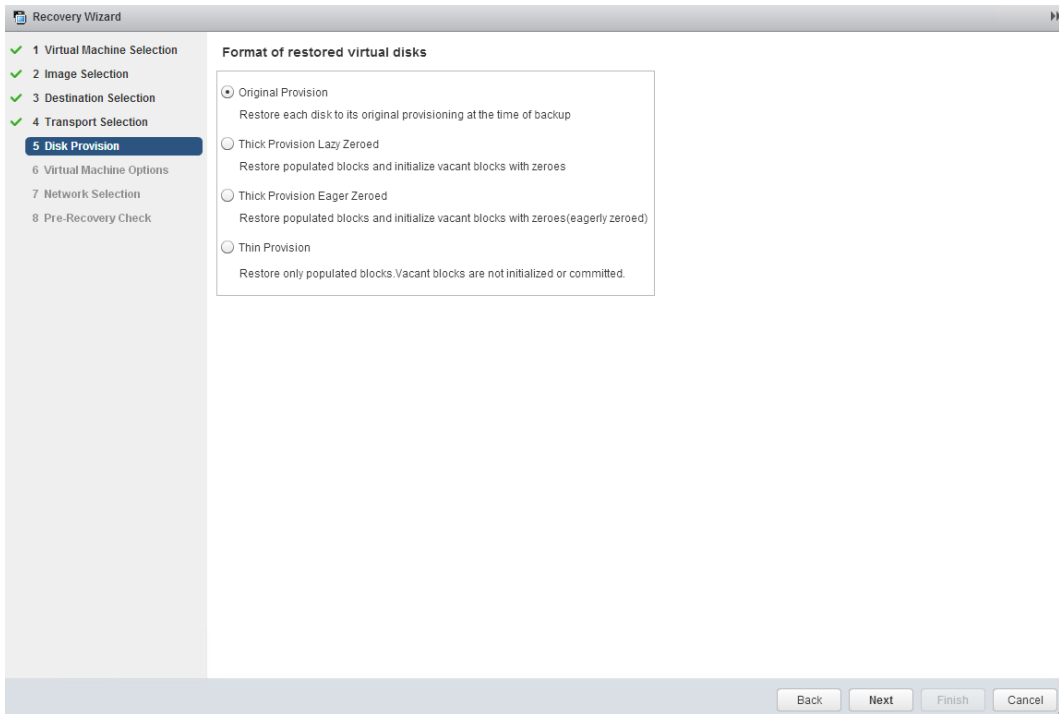 Recovery Wizard
1 Virtual Machine Selection
2 Image Selection
3 Destination Selection
4 Transport Selection
5 Disk Provision
6 Virtual Machine Options
7 Network Selection
8 Pre-Recovery Check
Format of restored virtual disks
Original Provision
Restore each disk to its original provisioning at the time of backup
Thick Provision Lazy Zeroed
Restore populated blocks and initialize vacant blocks with zeroes
Thick Provision Eager Zeroed
Restore populated blocks and initialize vacant blocks with zeroes(eagerly zeroed)
Thin Provision
Restore only populated blocks.Vacant blocks are not initialized or committed.
Back Next Finish Cancel